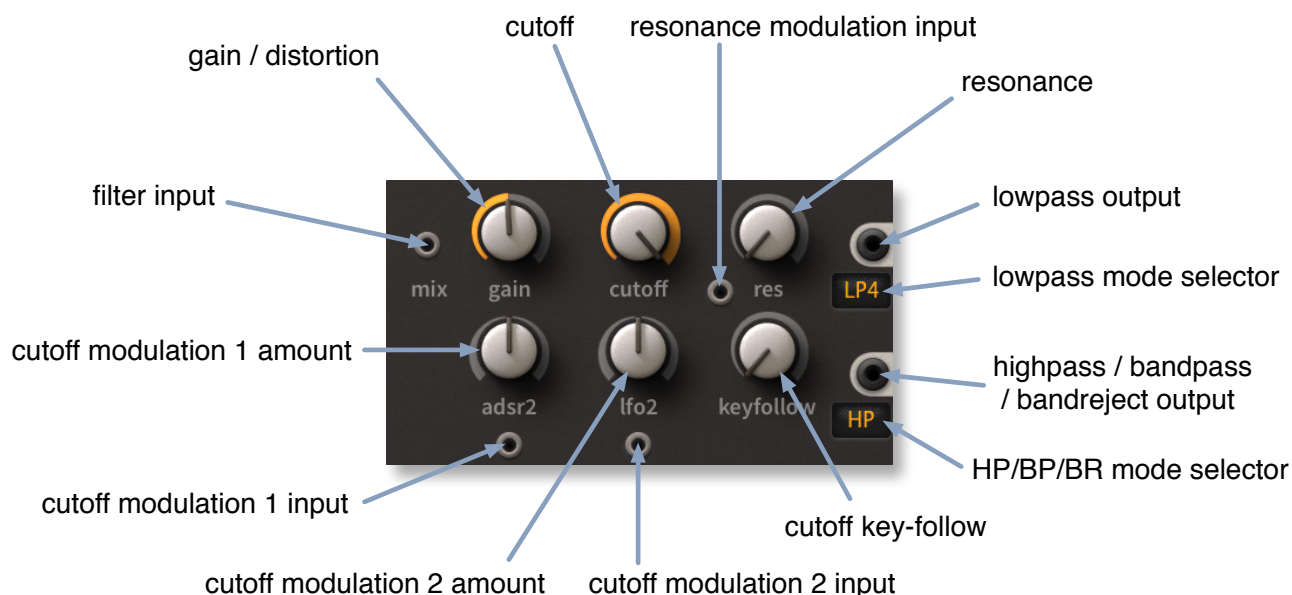 cutoff
resonance modulation input
gain / distortion
resonance
filter input
lowpass output
mix
gain
cutoff
res
LP4
lowpass mode selector
cutoff modulation 1 amount
highpass / bandpass
/ bandreject output
adsr2
lfo2
keyfollow
HP
HP/BP/BR mode selector
cutoff modulation 1 input
cutoff key-follow
cutoff modulation 2 amount
cutoff modulation 2 input